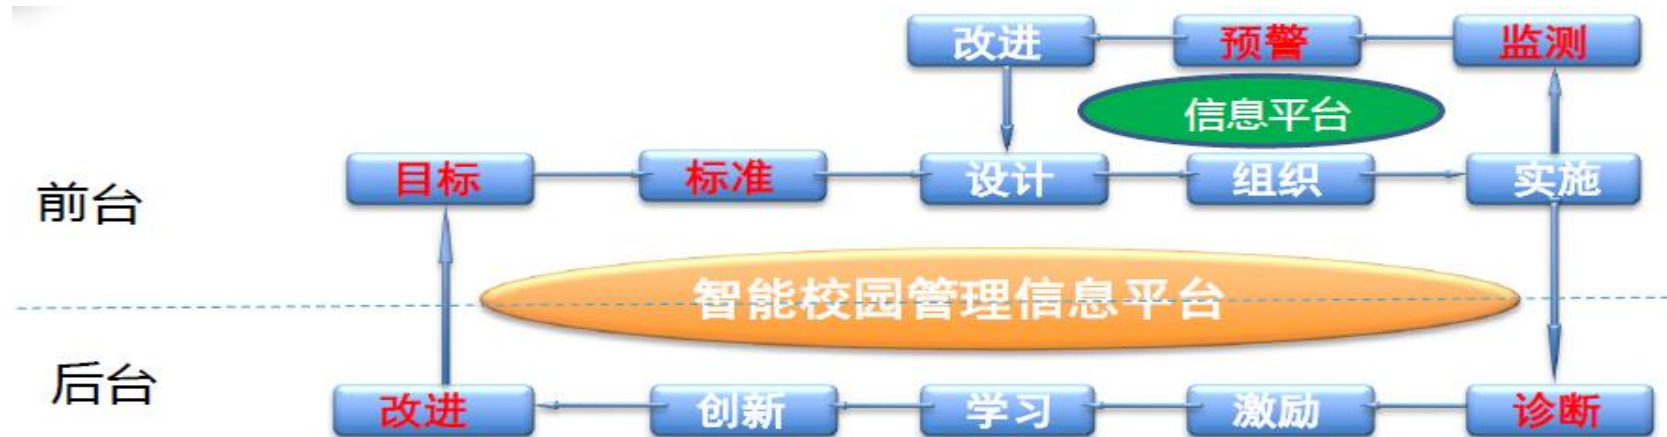 改进 预警 监测
信息平台
前台 目标 标准 设计 组织 实施
智能校园管理信息平台
后台 改进 创新 学习 激励 诊断